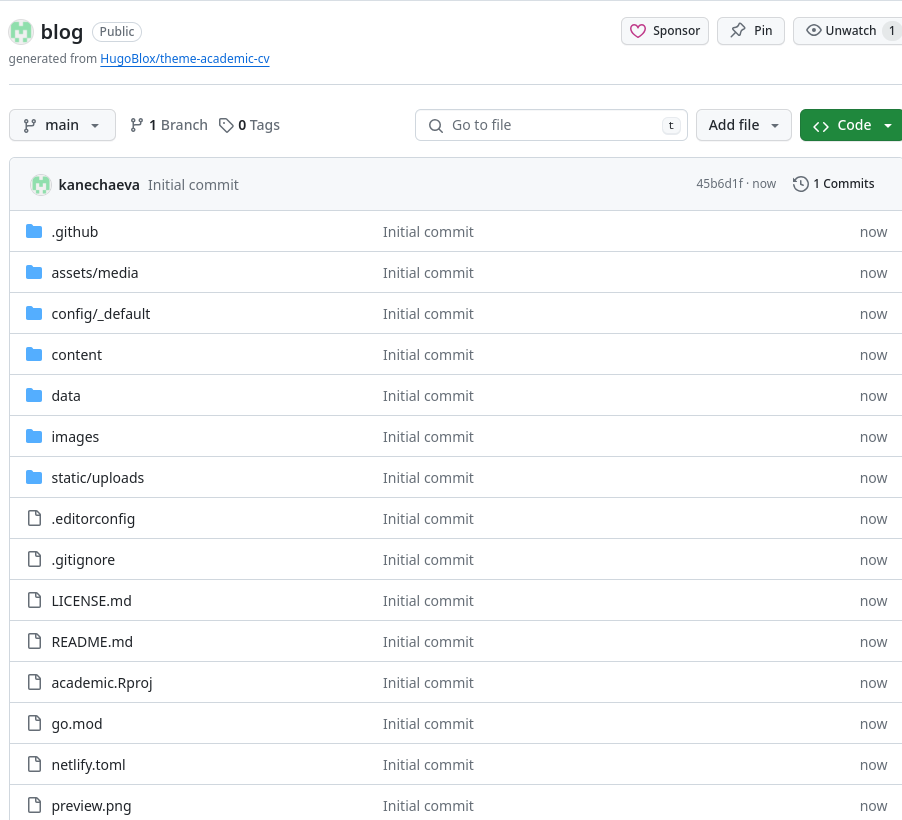 blog Public Sponsor Pin Unwatch 1
generated from HugoBlox/theme-academic-cv
main 1 Branch 0 Tags Go to file t Add file Code
kanechaeva Initial commit 45b6d1f · now 1 Commits
.github Initial commit now
assets/media Initial commit now
config/_default Initial commit now
content Initial commit now
data Initial commit now
images Initial commit now
static/uploads Initial commit now
.editorconfig Initial commit now
.gitignore Initial commit now
LICENSE.md Initial commit now
README.md Initial commit now
academic.Rproj Initial commit now
go.mod Initial commit now
netlify.toml Initial commit now
preview.png Initial commit now